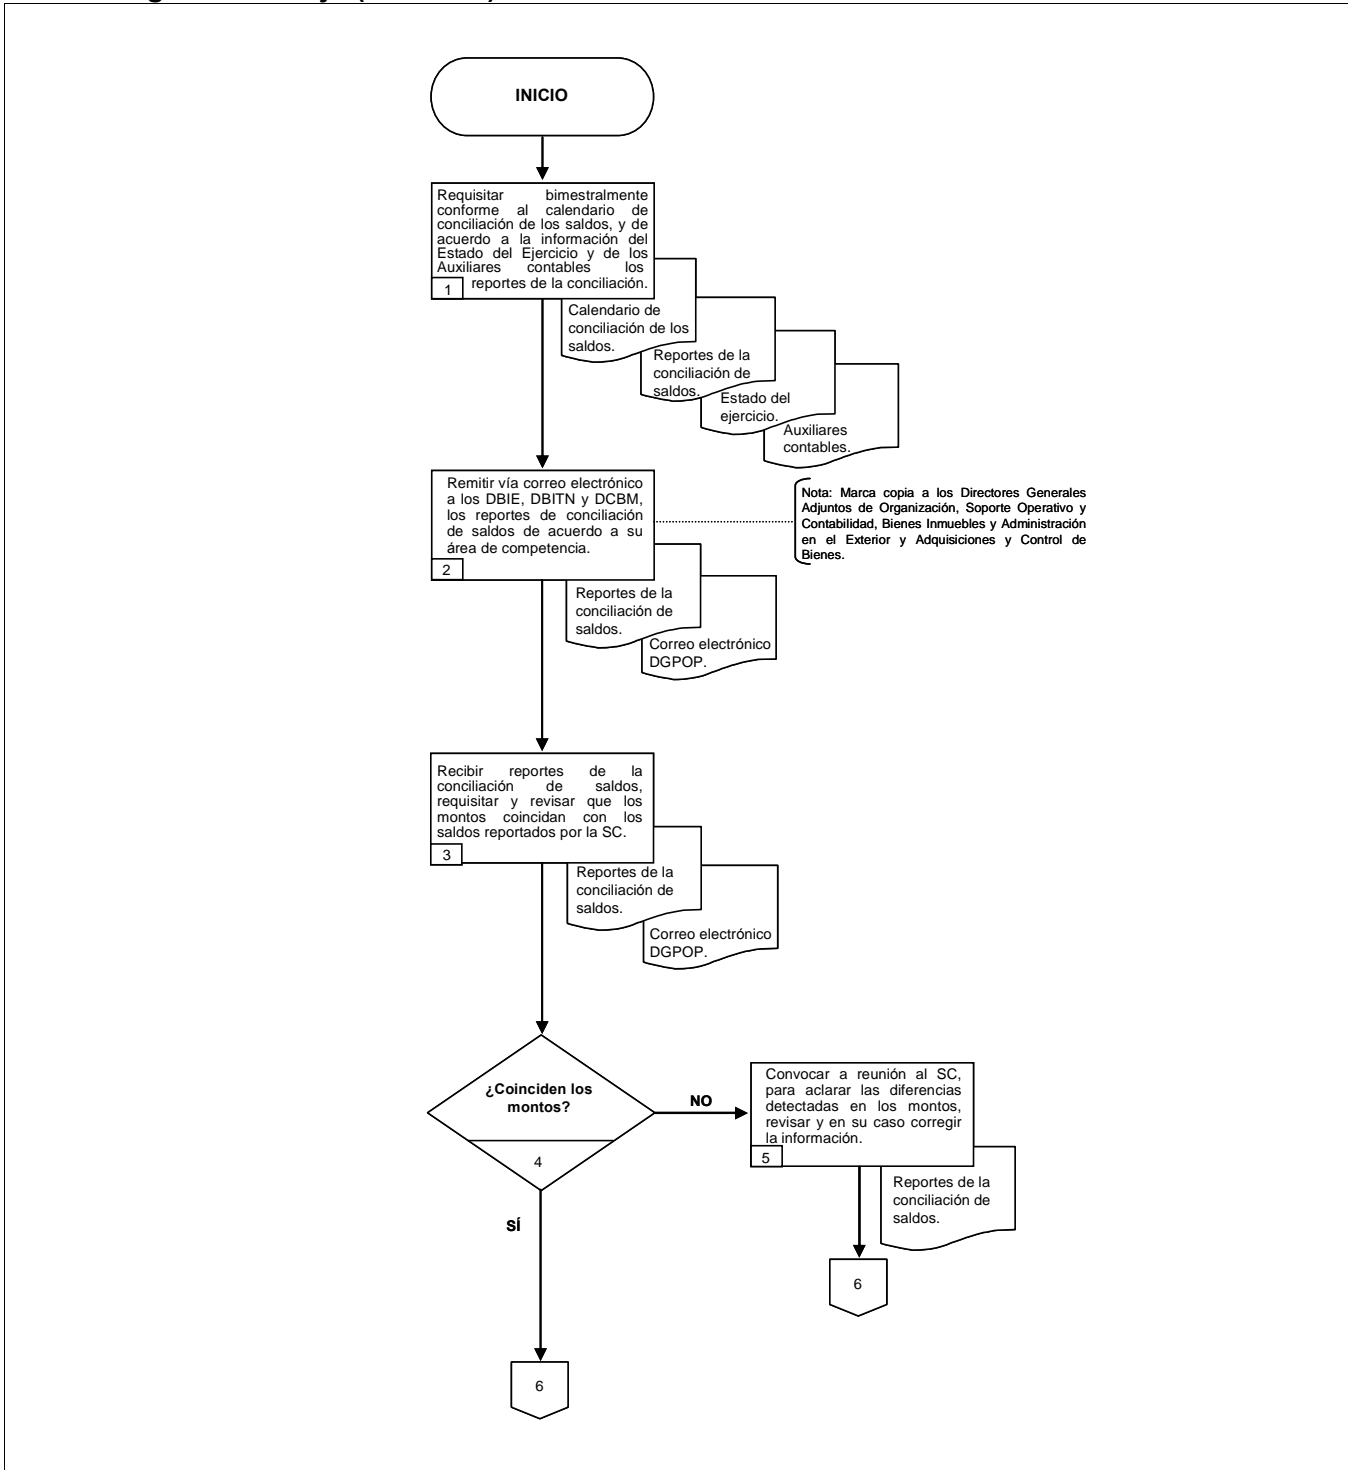 INICIO
Requisitar bimestralmente
conforme al calendario de
conciliación de los saldos, y de
acuerdo a la información del
Estado del Ejercicio y de los
Auxiliares contables los
reportes de la conciliación.
1
Calendario de
conciliación de los
saldos.
Reportes de la
conciliación de
saldos.
Estado del
ejercicio.
Auxiliares
contables.
Remitir vía correo electrónico
a los DBIE, DBITN y DCBM,
los reportes de conciliación
de saldos de acuerdo a su
área de competencia.
2
Nota: Marca copia a los Directores Generales
Adjuntos de Organización, Soporte Operativo y
Contabilidad, Bienes Inmuebles y Administración
en el Exterior y Adquisiciones y Control de
Bienes.
Reportes de la
conciliación de
saldos.
Correo electrónico
DGPOP.
Recibir reportes de la
conciliación de saldos,
requisitar y revisar que los
montos coincidan con los
saldos reportados por la SC.
3
Reportes de la
conciliación de
saldos.
Correo electrónico
DGPOP.
¿Coinciden los
montos?
4
NO
Convocar a reunión al SC,
para aclarar las diferencias
detectadas en los montos,
revisar y en su caso corregir
la información.
5
Reportes de la
conciliación de
saldos.
SÍ
6
6